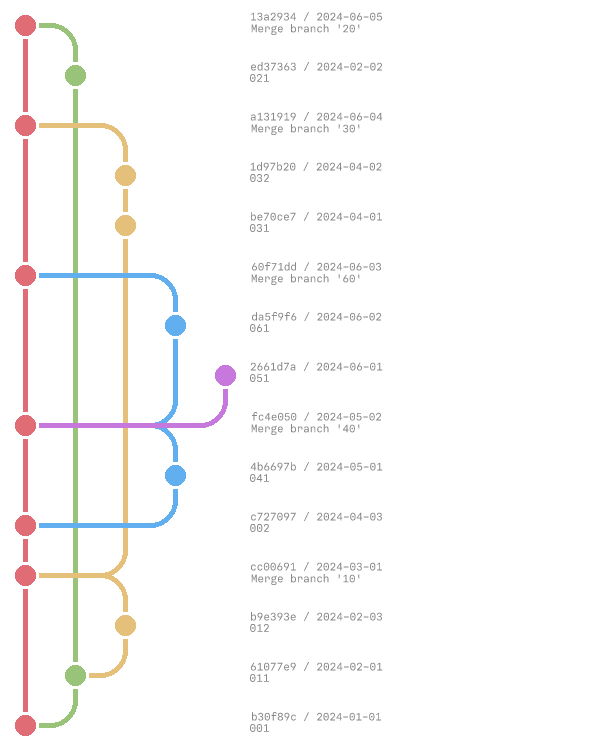 13a2934 / 2024-06-05
Merge branch '20'
ed37363 / 2024-02-02
021
a131919 / 2024-06-04
Merge branch '30'
1d97b20 / 2024-04-02
032
be70ce7 / 2024-04-01
031
60f71dd / 2024-06-03
Merge branch '60'
da5f9f6 / 2024-06-02
061
2661d7a / 2024-06-01
051
fc4e050 / 2024-05-02
Merge branch '40'
4b6697b / 2024-05-01
041
c727097 / 2024-04-03
002
cc00691 / 2024-03-01
Merge branch '10'
b9e393e / 2024-02-03
012
61077e9 / 2024-02-01
011
b30f89c / 2024-01-01
001